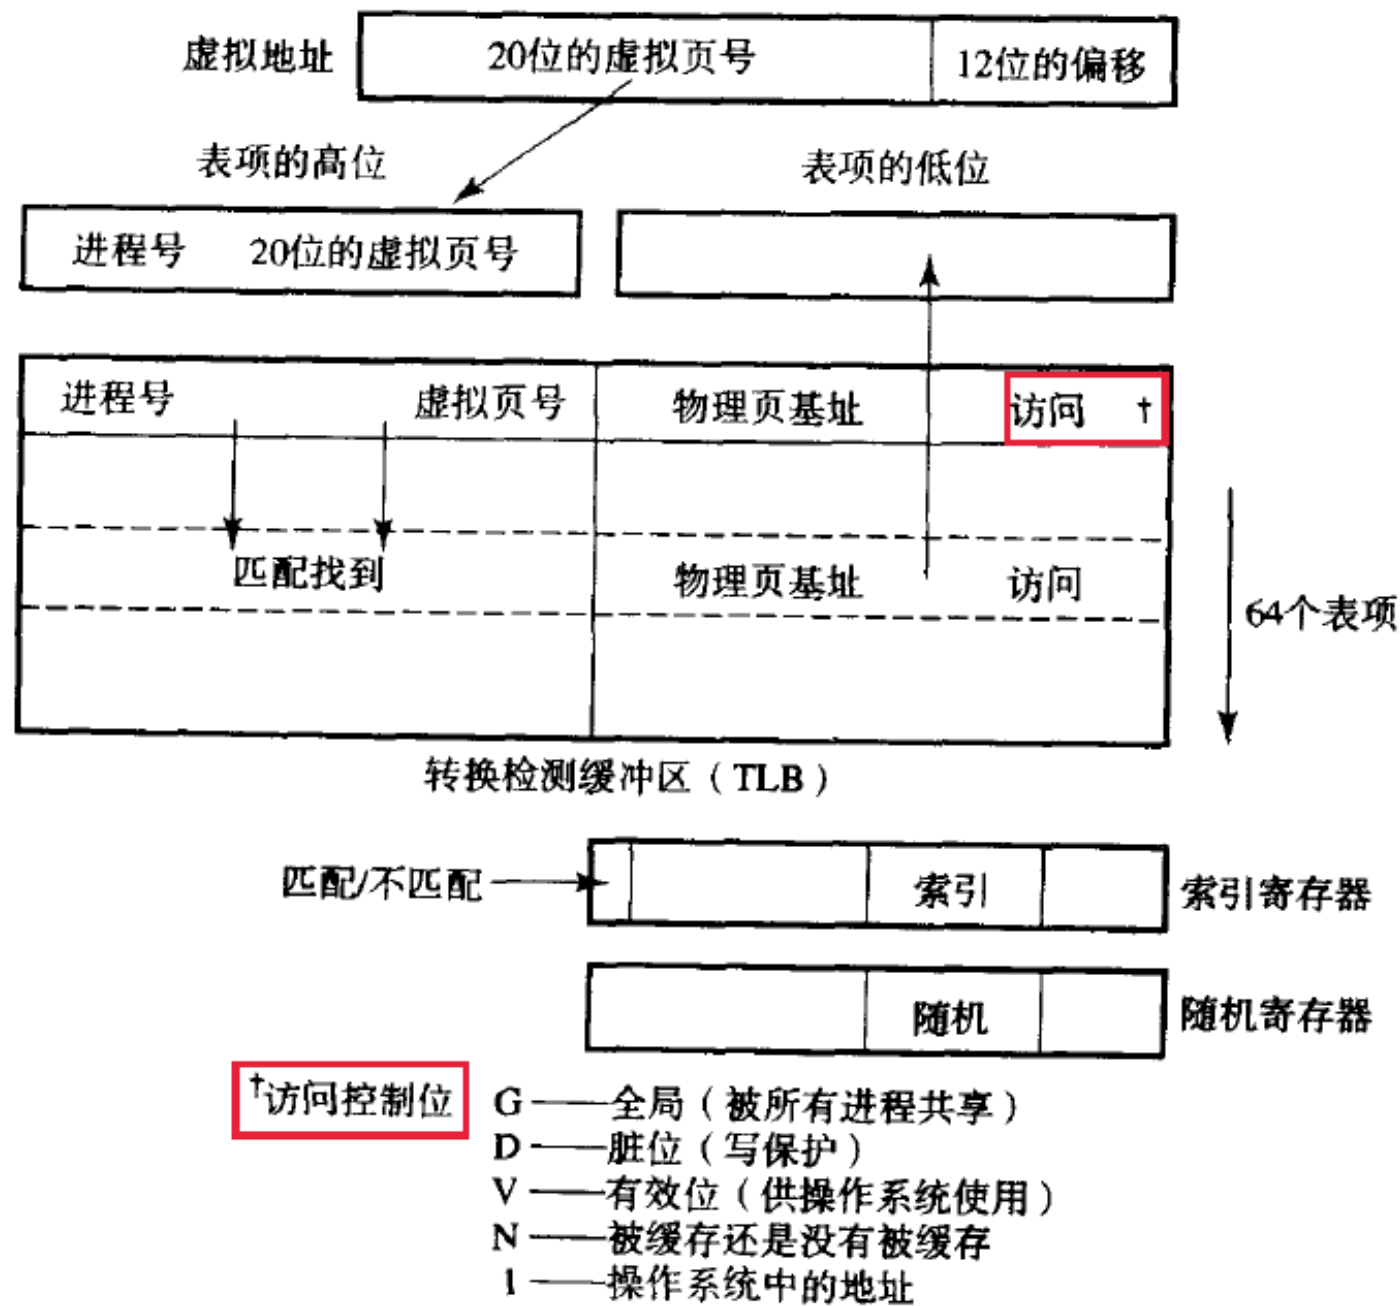 虚拟地址 20位的虚拟页号 12位的偏移
表项的高位 表项的低位
进程号 20位的虚拟页号
进程号 虚拟页号 物理页基址 访问 †
匹配找到 物理页基址 访问
64个表项
转换检测缓冲区（TLB）
匹配/不匹配 索引 索引寄存器
随机 随机寄存器
†访问控制位 G——全局（被所有进程共享）
D——脏位（写保护）
V——有效位（供操作系统使用）
N——被缓存还是没有被缓存
1——操作系统中的地址